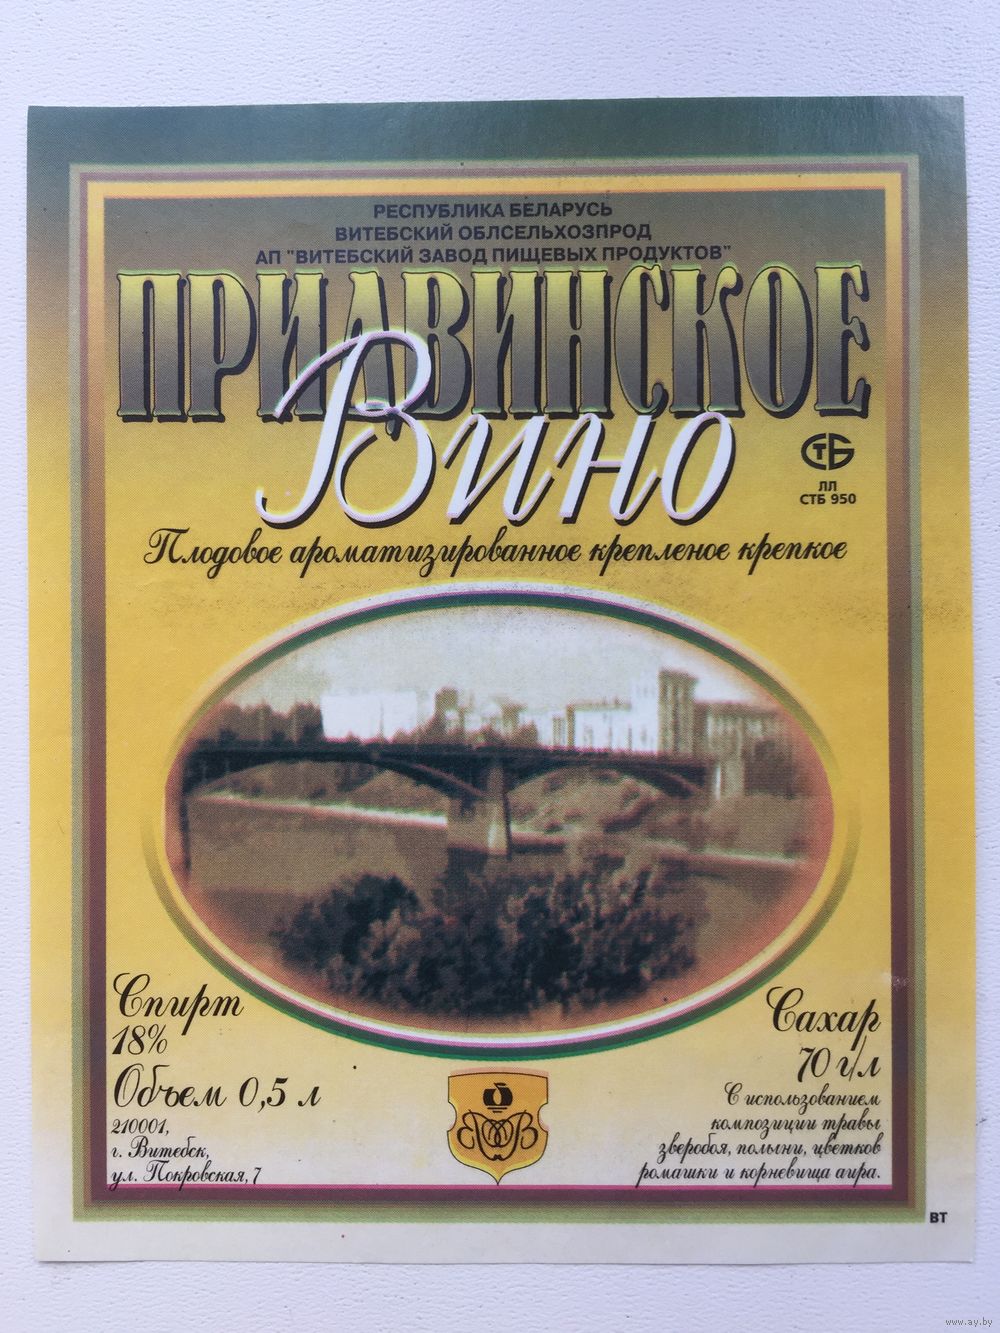 РЕСПУБЛИКА БЕЛАРУСЬ
ВИТЕБСКИЙ ОБЛСЕЛЬХОЗПРОД
АП "ВИТЕБСКИЙ ЗАВОД ПИЩЕВЫХ ПРОДУКТОВ"
ПРИДВИНСКОЕ
Вино
СТБ
ЛЛ
СТБ 950
Плодовое ароматизированное крепленое крепкое
Спирт
18%
Объем 0,5 л
210001,
г. Витебск,
ул. Покровская, 7
Сахар
70 г/л
С использованием
композиции травы
зверобоя, полыни, цветков
ромашки и корневища аира.
ВТ
www.ay.by